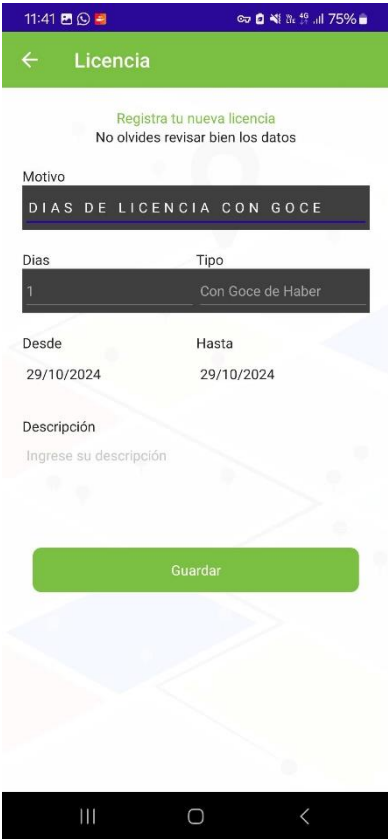 11:41 4G 75%
Licencia
Registra tu nueva licencia
No olvides revisar bien los datos
Motivo
DIAS DE LICENCIA CON GOCE
Dias Tipo
1 Con Goce de Haber
Desde Hasta
29/10/2024 29/10/2024
Descripción
Ingrese su descripción
Guardar